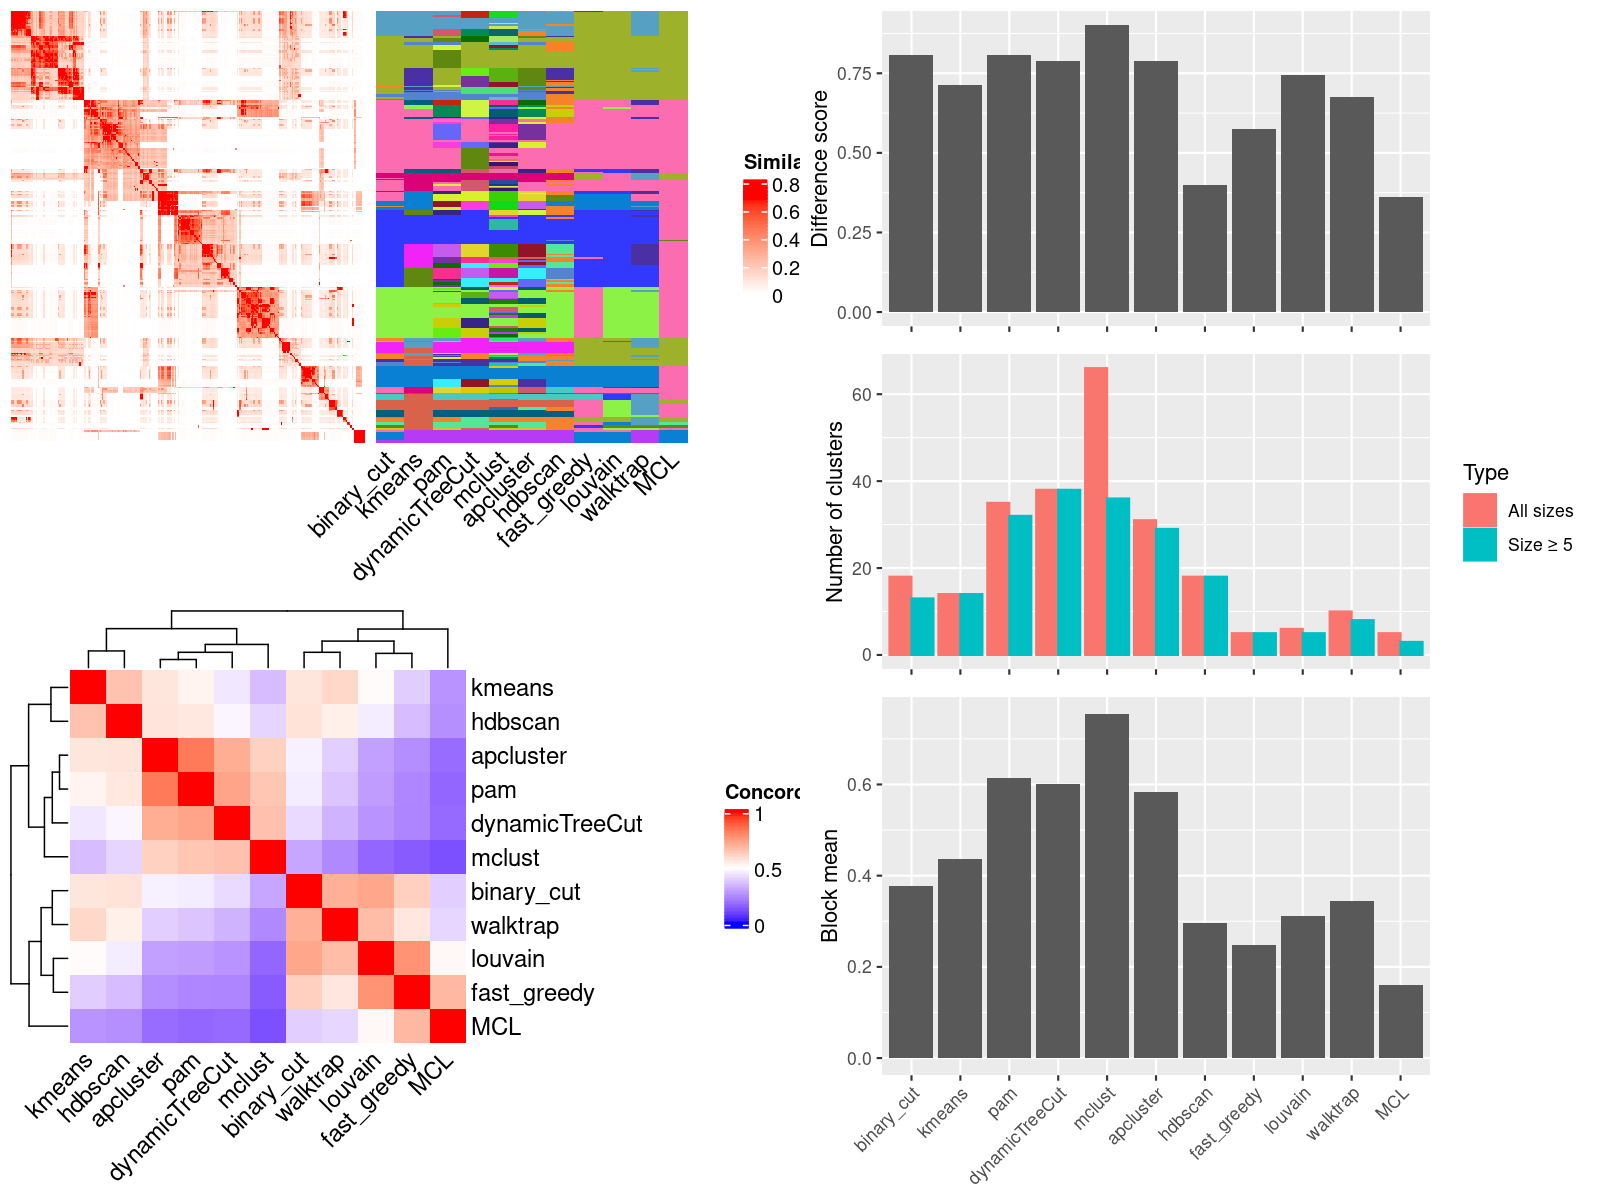 Simila
0.8
0.6
0.4
0.2
0
binary_cut
kmeans
pam
dynamicTreeCut
mclust
apcluster
hdbscan
fast_greedy
louvain
walktrap
MCL
kmeans
hdbscan
apcluster
pam
dynamicTreeCut
mclust
binary_cut
walktrap
louvain
fast_greedy
MCL
Concord
1
0.5
0
kmeans
hdbscan
apcluster
pam
dynamicTreeCut
mclust
binary_cut
walktrap
louvain
fast_greedy
MCL
Difference score
0.75
0.50
0.25
0.00
Number of clusters
60
40
20
0
Type
All sizes
Size ≥ 5
Block mean
0.6
0.4
0.2
0.0
binary_cut
kmeans
pam
dynamicTreeCut
mclust
apcluster
hdbscan
fast_greedy
louvain
walktrap
MCL